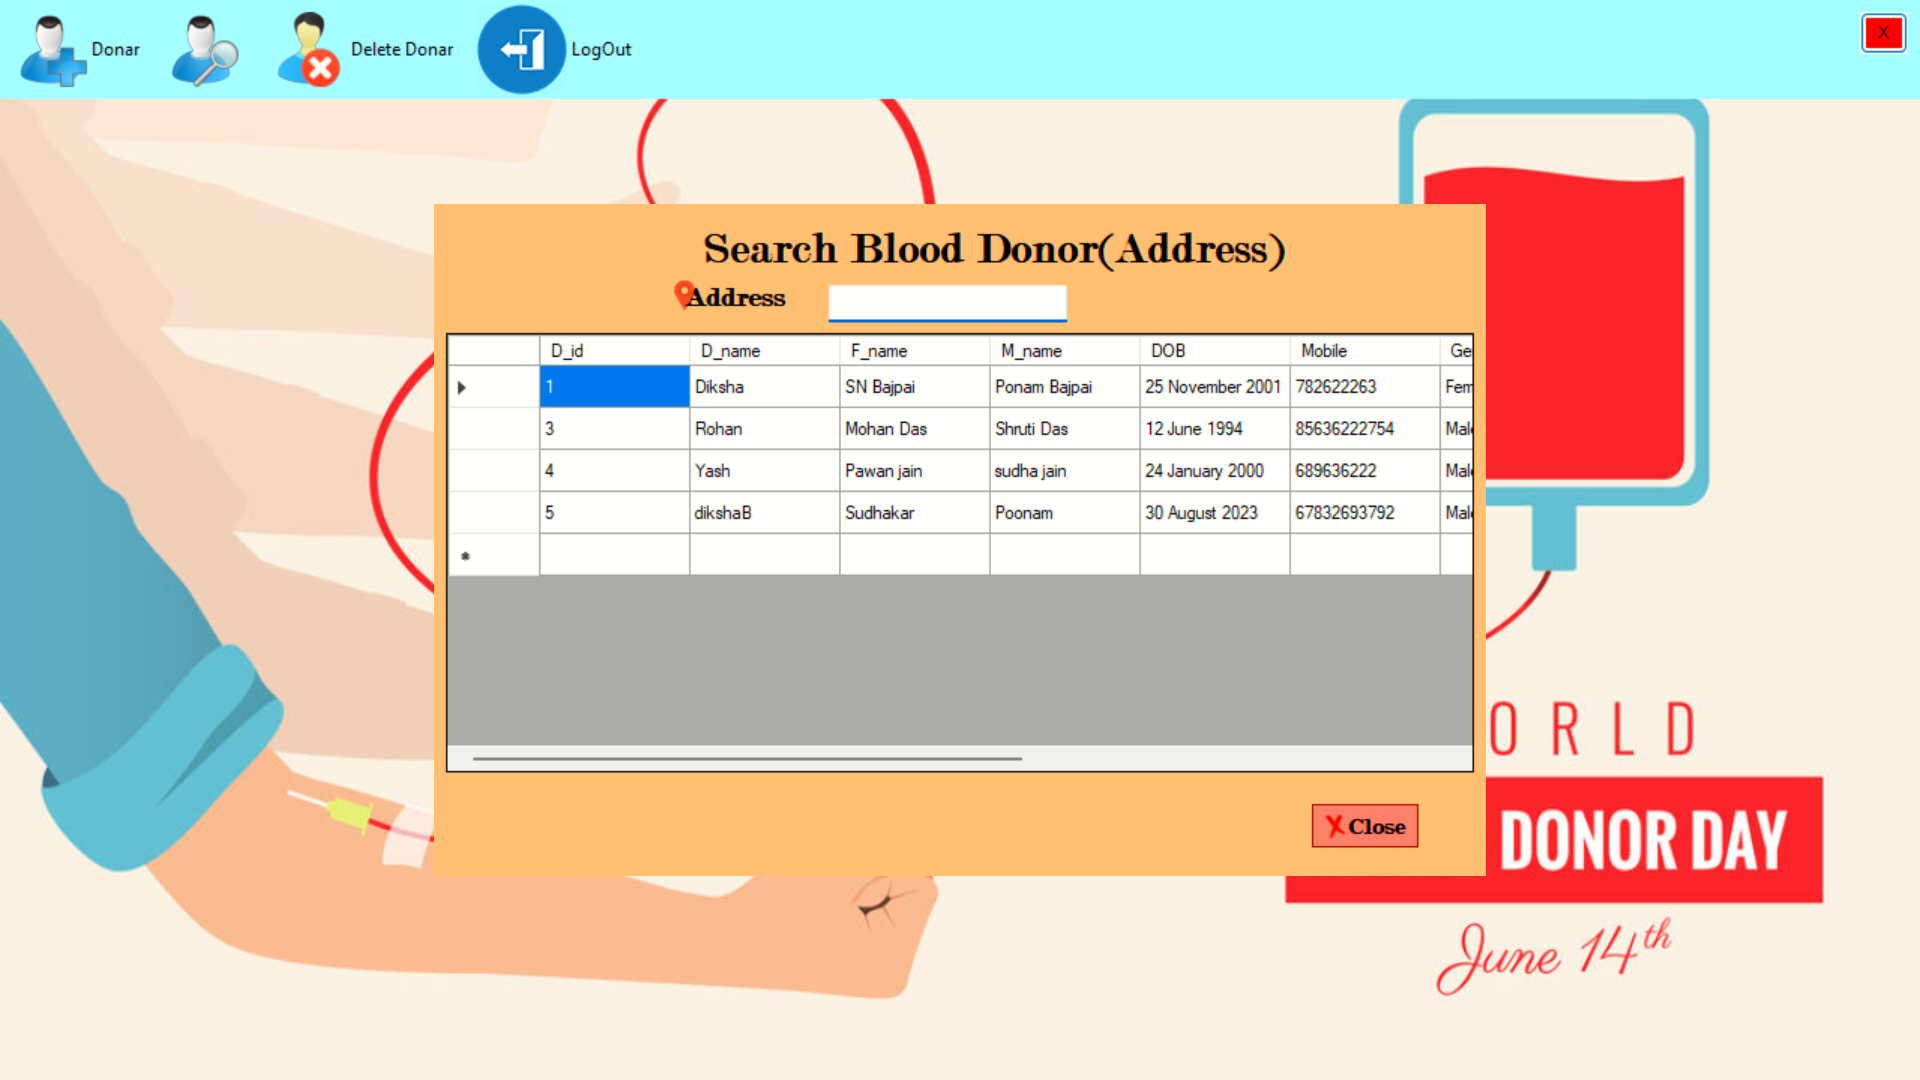 Donar
Delete Donar
LogOut
X
Search Blood Donor(Address)
Address
D_id D_name F_name M_name DOB Mobile Ge
1 Diksha SN Bajpai Ponam Bajpai 25 November 2001 782622263 Fem
3 Rohan Mohan Das Shruti Das 12 June 1994 85636222754 Mal
4 Yash Pawan jain sudha jain 24 January 2000 689636222 Mal
5 dikshaB Sudhakar Poonam 30 August 2023 67832693792 Mal
Close
ORLD
DONOR DAY
June 14th